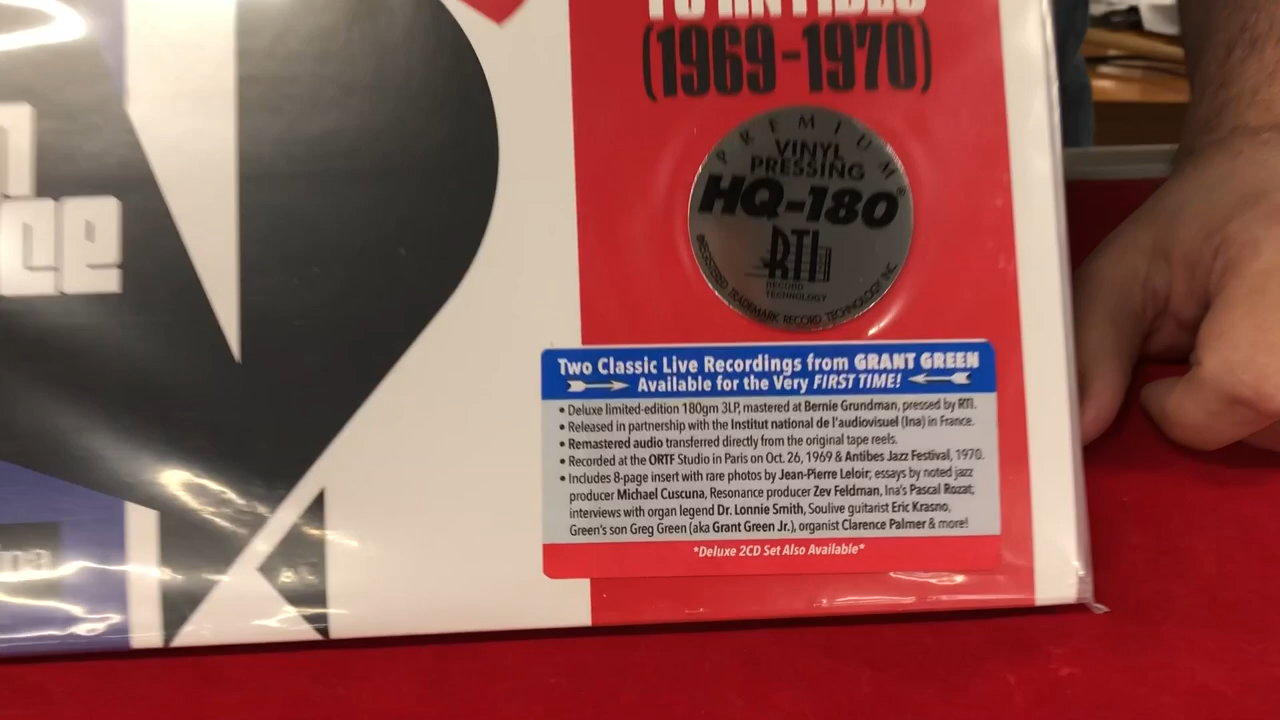 (1969-1970)
PREMIUM
VINYL
PRESSING
HQ-180®
RTI
RECORD
TECHNOLOGY
REGISTERED TRADEMARK RECORD TECHNOLOGY INC
Two Classic Live Recordings from GRANT GREEN
Available for the Very FIRST TIME!
• Deluxe limited-edition 180gm 3LP, mastered at Bernie Grundman, pressed by RTI.
• Released in partnership with the Institut national de l'audiovisuel (Ina) in France.
• Remastered audio transferred directly from the original tape reels.
• Recorded at the ORTF Studio in Paris on Oct. 26, 1969 & Antibes Jazz Festival, 1970.
• Includes 8-page insert with rare photos by Jean-Pierre Leloir; essays by noted jazz
producer Michael Cuscuna, Resonance producer Zev Feldman, Ina's Pascal Rozat;
interviews with organ legend Dr. Lonnie Smith, Soulive guitarist Eric Krasno,
Green's son Greg Green (aka Grant Green Jr.), organist Clarence Palmer & more!
*Deluxe 2CD Set Also Available*